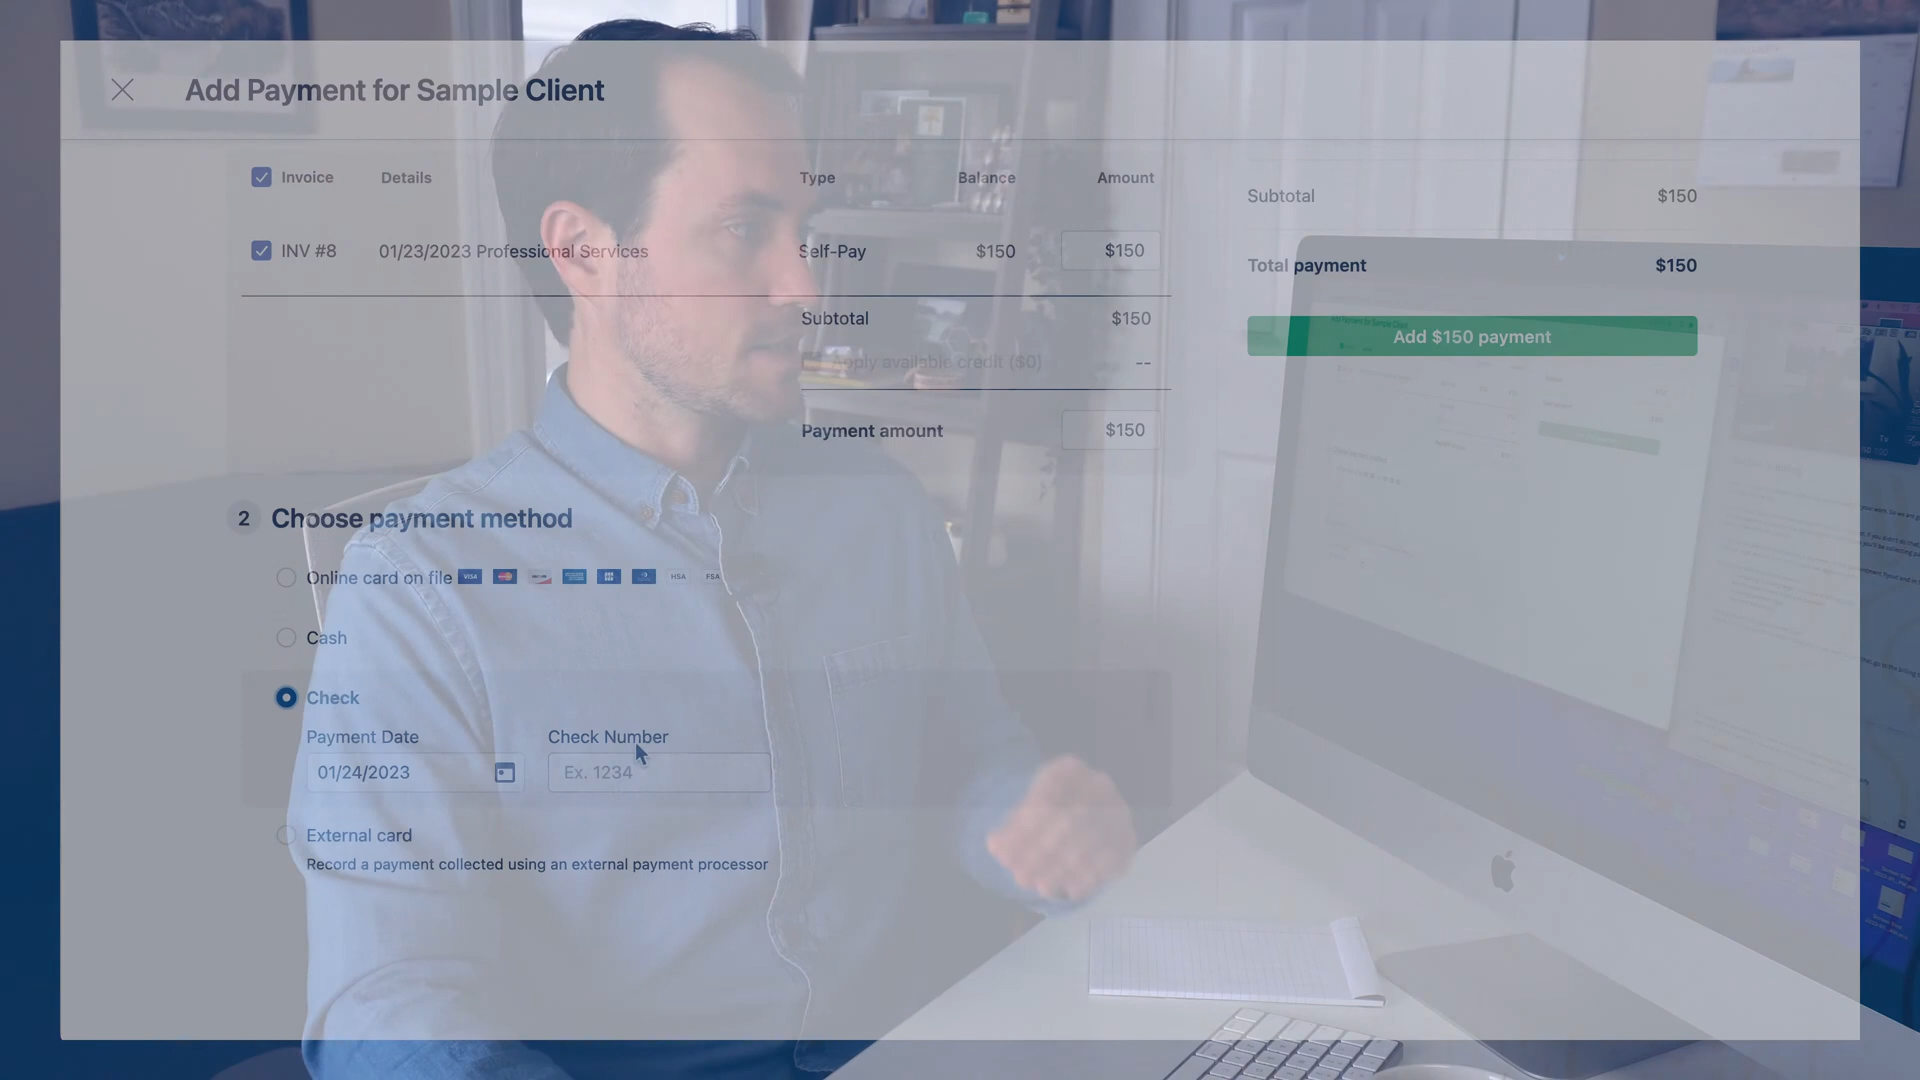 Add Payment for Sample Client
Invoice Details Type Balance Amount
INV #8 01/23/2023 Professional Services Self-Pay $150 $150
Subtotal $150
Apply available credit ($0) --
Payment amount $150
Subtotal $150
Total payment $150
Add $150 payment
2 Choose payment method
Online card on file VISA HSA FSA
Cash
Check
Payment Date Check Number
01/24/2023 Ex. 1234
External card
Record a payment collected using an external payment processor